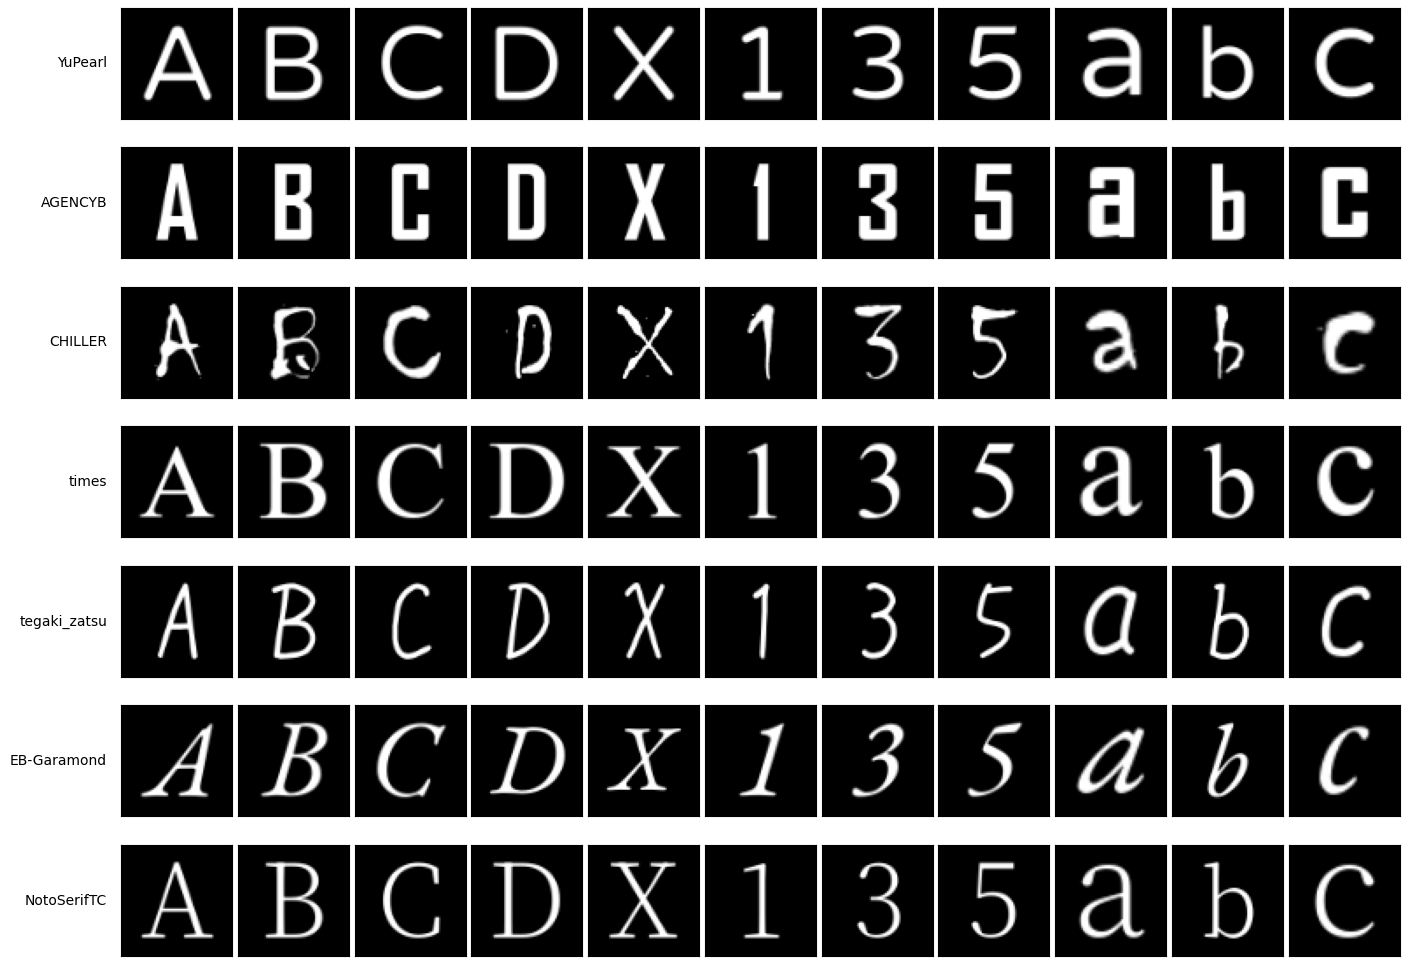 YuPearl A B C D X 1 3 5 a b c
AGENCYB A B C D X 1 3 5 a b c
CHILLER A B C D X 1 3 5 a b c
times A B C D X 1 3 5 a b c
tegaki_zatsu A B C D X 1 3 5 a b c
EB-Garamond A B C D X 1 3 5 a b c
NotoSerifTC A B C D X 1 3 5 a b c